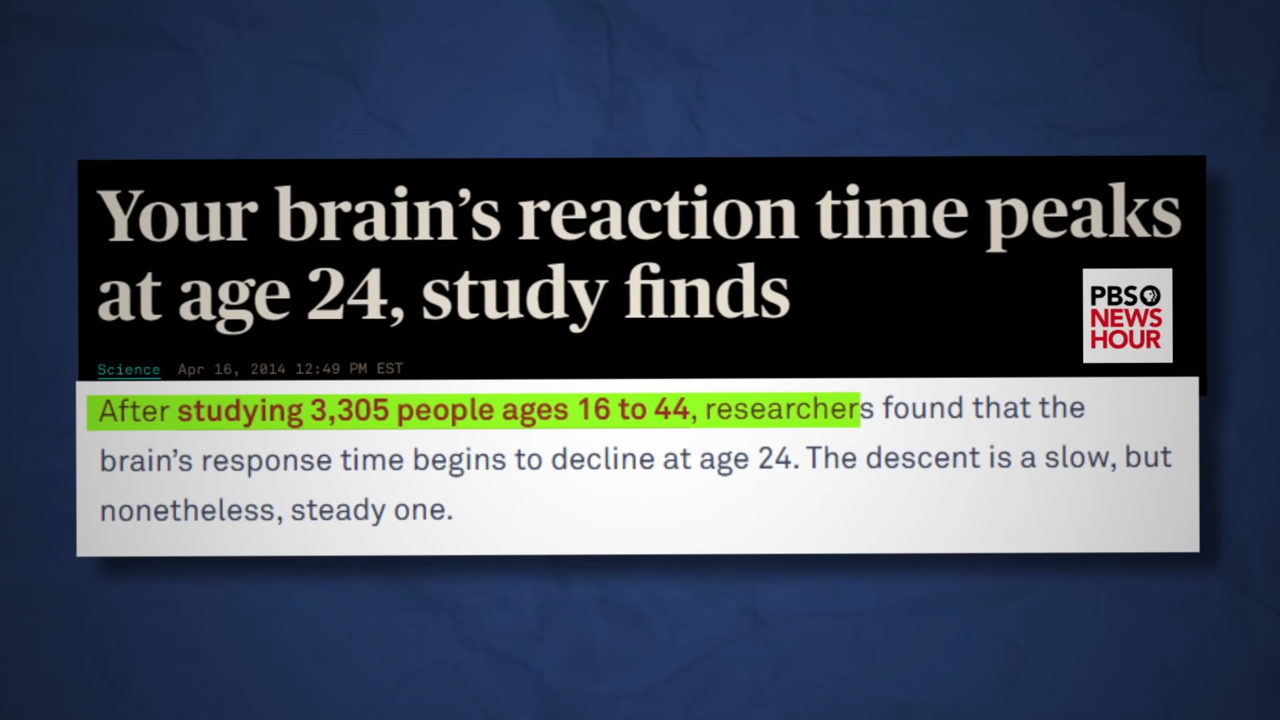 Your brain’s reaction time peaks
at age 24, study finds
PBS
NEWS
HOUR
Science Apr 16, 2014 12:49 PM EST
After studying 3,305 people ages 16 to 44, researchers found that the
brain’s response time begins to decline at age 24. The descent is a slow, but
nonetheless, steady one.